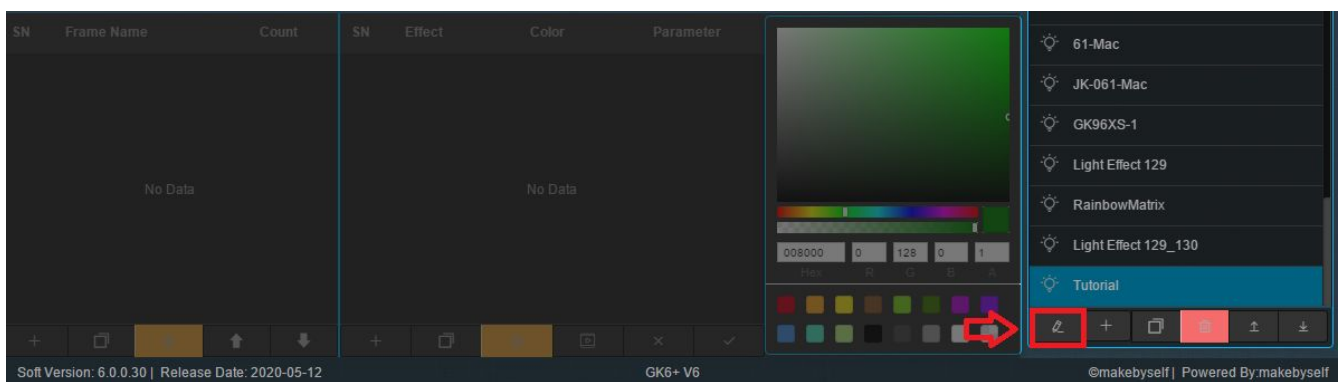 SN Frame Name Count
No Data
SN Effect Color Parameter
No Data
008000 0 128 0 1
Hex R G B A
61-Mac
JK-061-Mac
GK96XS-1
Light Effect 129
RainbowMatrix
Light Effect 129_130
Tutorial
Soft Version: 6.0.0.30 | Release Date: 2020-05-12
GK6+ V6
©makebyself | Powered By:makebyself